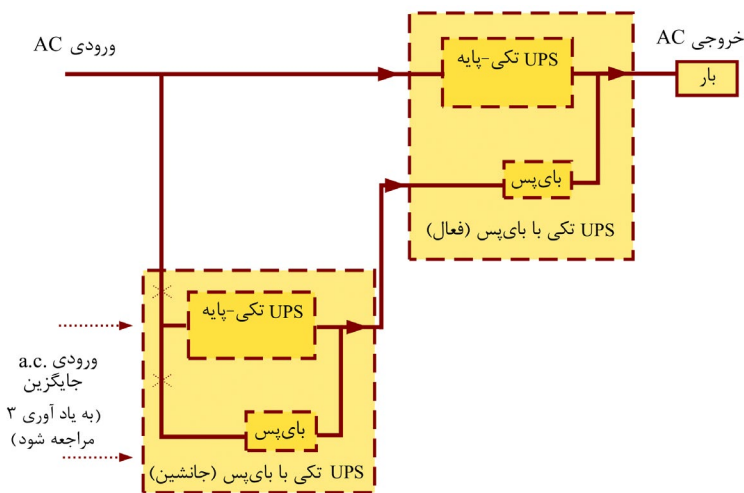 ورودی AC
خروجی AC
UPS تکی-پایه
بار
بای‌پس
UPS تکی با بای‌پس (فعال)
UPS تکی-پایه
ورودی a.c.
جایگزین
(به یاد آوری ۳
مراجعه شود)
بای‌پس
UPS تکی با بای‌پس (جانشین)